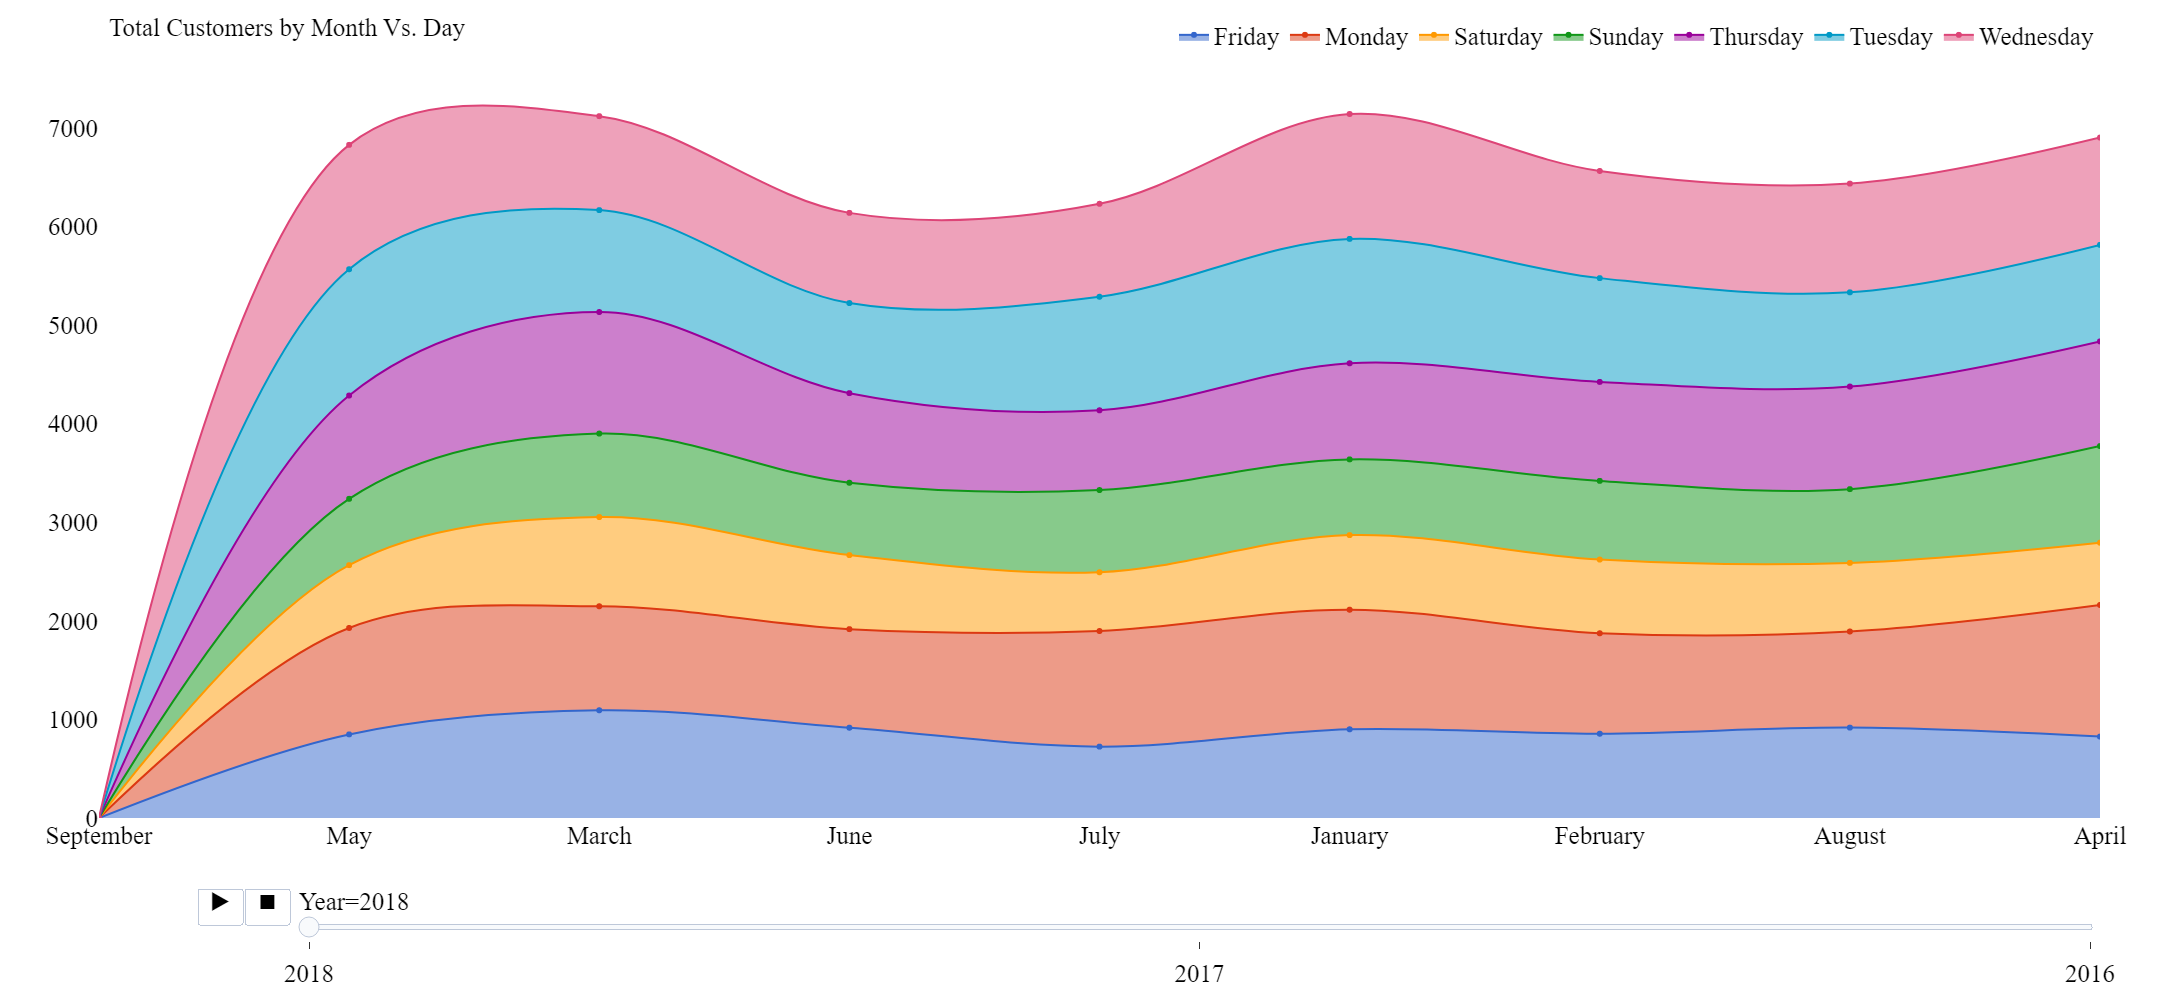 Total Customers by Month Vs. Day
Friday Monday Saturday Sunday Thursday Tuesday Wednesday
7000
6000
5000
4000
3000
2000
1000
0
September May March June July January February August April
Year=2018
2018 2017 2016